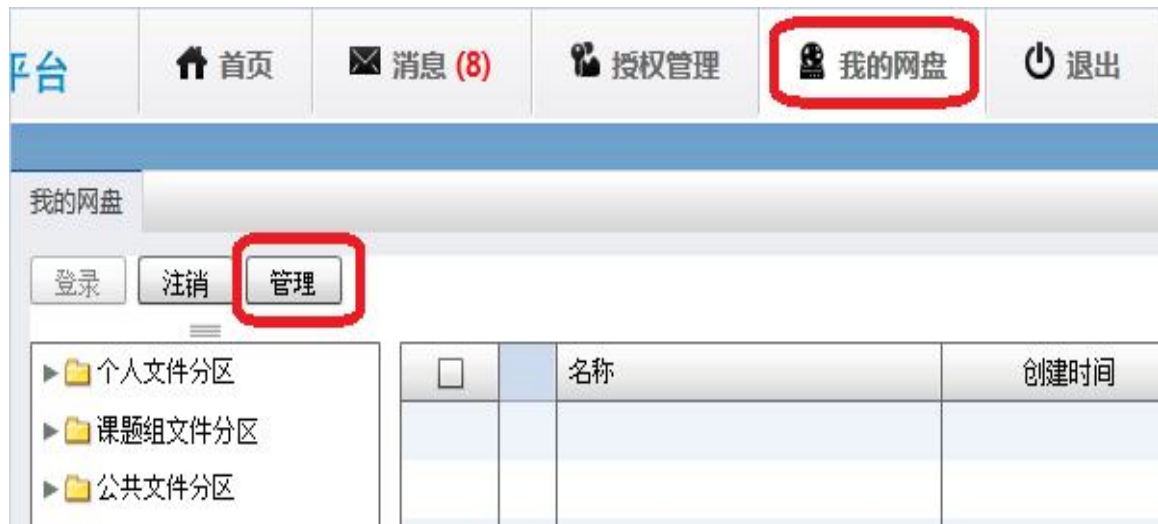 平台 首页 消息 (8) 授权管理 我的网盘 退出
我的网盘
登录 注销 管理
名称 创建时间
个人文件分区
课题组文件分区
公共文件分区